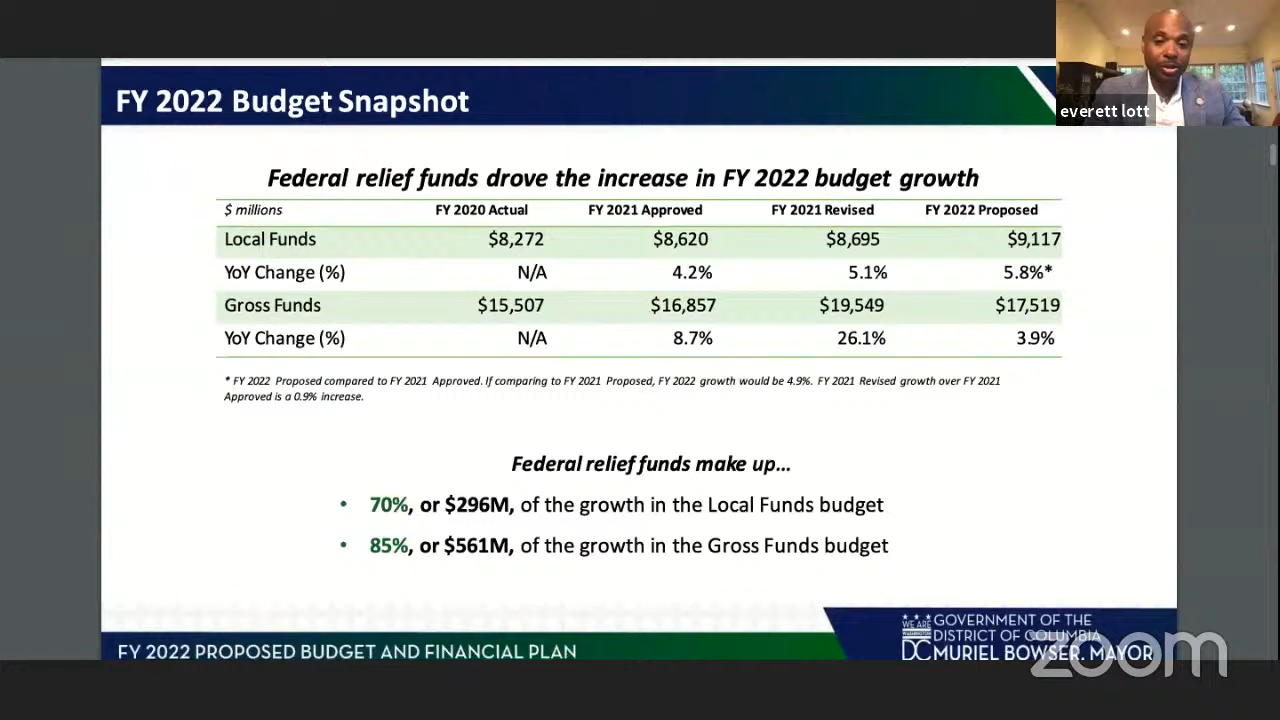 everett lott
FY 2022 Budget Snapshot
Federal relief funds drove the increase in FY 2022 budget growth
$ millions FY 2020 Actual FY 2021 Approved FY 2021 Revised FY 2022 Proposed
Local Funds $8,272 $8,620 $8,695 $9,117
YoY Change (%) N/A 4.2% 5.1% 5.8%*
Gross Funds $15,507 $16,857 $19,549 $17,519
YoY Change (%) N/A 8.7% 26.1% 3.9%
* FY 2022 Proposed compared to FY 2021 Approved. If comparing to FY 2021 Proposed, FY 2022 growth would be 4.9%. FY 2021 Revised growth over FY 2021
Approved is a 0.9% increase.
Federal relief funds make up...
• 70%, or $296M, of the growth in the Local Funds budget
• 85%, or $561M, of the growth in the Gross Funds budget
FY 2022 PROPOSED BUDGET AND FINANCIAL PLAN
WE ARE
WASHINGTON
DC
GOVERNMENT OF THE
DISTRICT OF COLUMBIA
MURIEL BOWSER, MAYOR
zoom